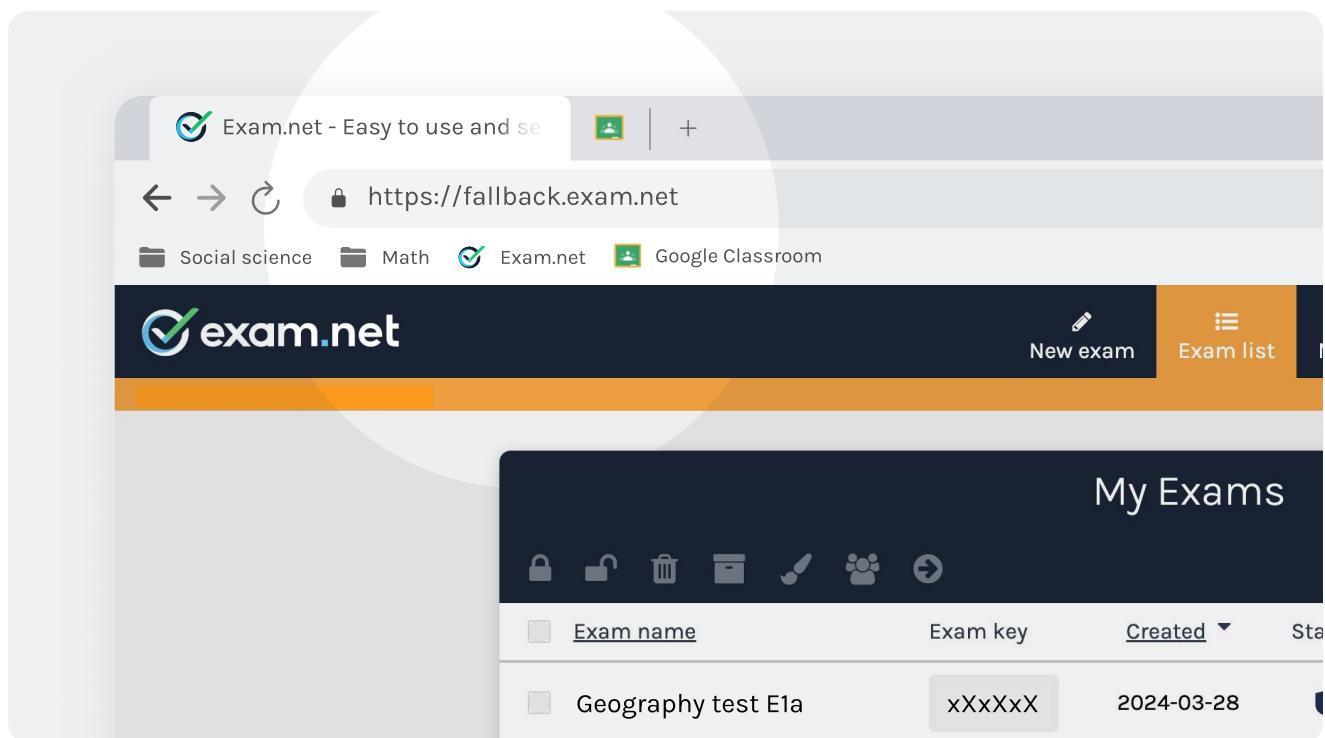 Exam.net - Easy to use and se
https://fallback.exam.net
Social science Math Exam.net Google Classroom
exam.net
New exam Exam list
My Exams
Exam name Exam key Created Sta
Geography test E1a xXxXxX 2024-03-28